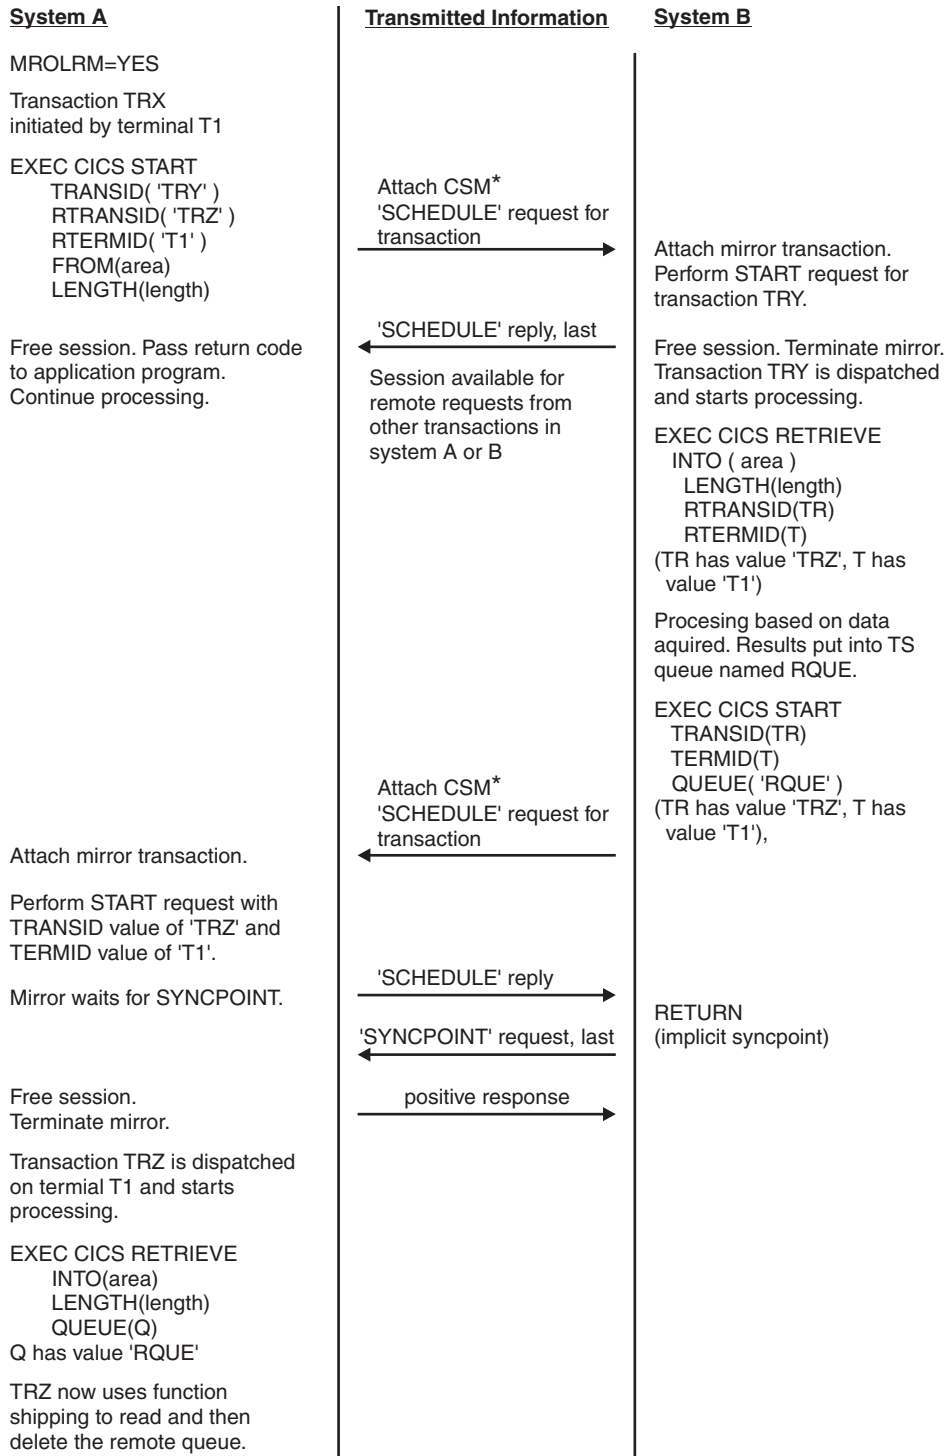 System A
Transmitted Information
System B
MROLRM=YES
Transaction TRX
initiated by terminal T1
EXEC CICS START
TRANSID( 'TRY' )
RTRANSID( 'TRZ' )
RTERMID( 'T1' )
FROM(area)
LENGTH(length)
Attach CSM*
'SCHEDULE' request for
transaction
Attach mirror transaction.
Perform START request for
transaction TRY.
'SCHEDULE' reply, last
Free session. Pass return code
to application program.
Continue processing.
Session available for
remote requests from
other transactions in
system A or B
Free session. Terminate mirror.
Transaction TRY is dispatched
and starts processing.
EXEC CICS RETRIEVE
INTO ( area )
LENGTH(length)
RTRANSID(TR)
RTERMID(T)
(TR has value 'TRZ', T has
value 'T1')
Procesing based on data
aquired. Results put into TS
queue named RQUE.
EXEC CICS START
TRANSID(TR)
TERMID(T)
QUEUE( 'RQUE' )
(TR has value 'TRZ', T has
value 'T1'),
Attach CSM*
'SCHEDULE' request for
transaction
Attach mirror transaction.
Perform START request with
TRANSID value of 'TRZ' and
TERMID value of 'T1'.
'SCHEDULE' reply
Mirror waits for SYNCPOINT.
RETURN
(implicit syncpoint)
'SYNCPOINT' request, last
Free session.
Terminate mirror.
positive response
Transaction TRZ is dispatched
on termial T1 and starts
processing.
EXEC CICS RETRIEVE
INTO(area)
LENGTH(length)
QUEUE(Q)
Q has value 'RQUE'
TRZ now uses function
shipping to read and then
delete the remote queue.